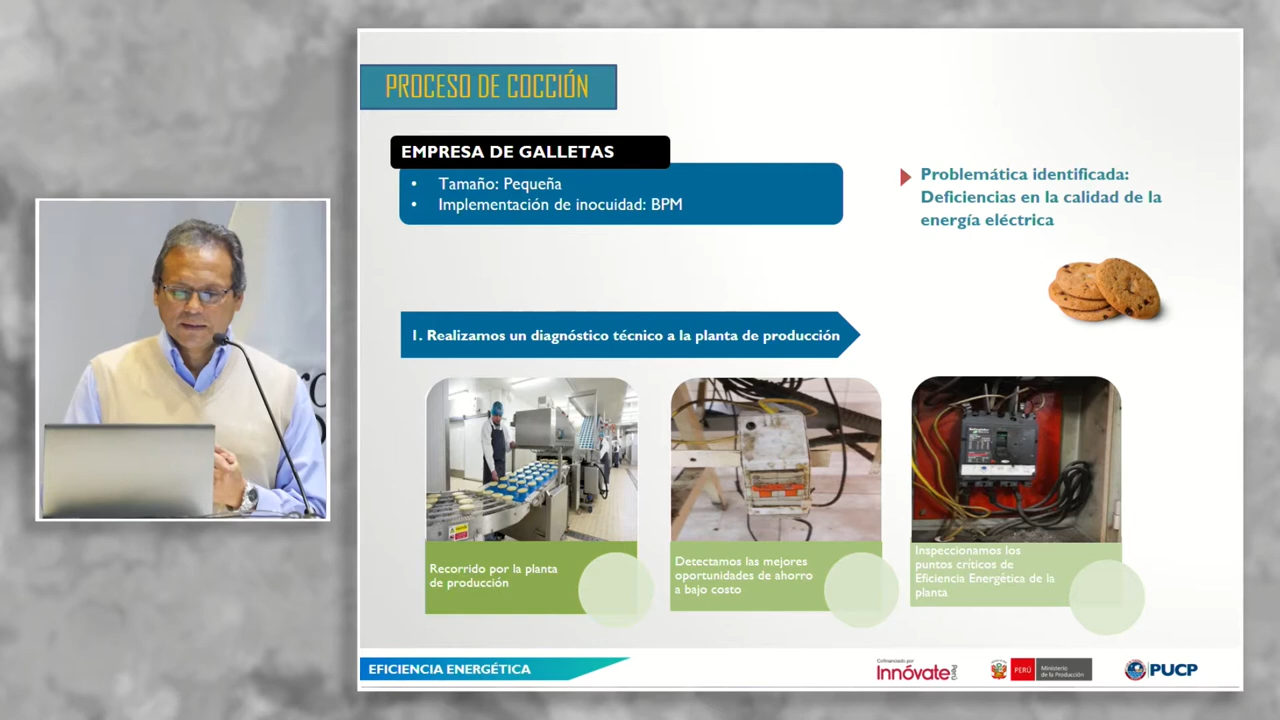 PROCESO DE COCCIÓN
EMPRESA DE GALLETAS
• Tamaño: Pequeña
• Implementación de inocuidad: BPM
Problemática identificada:
Deficiencias en la calidad de la
energía eléctrica
1. Realizamos un diagnóstico técnico a la planta de producción
Recorrido por la planta
de producción
Detectamos las mejores
oportunidades de ahorro
a bajo costo
Inspeccionamos los
puntos críticos de
Eficiencia Energética de la
planta
EFICIENCIA ENERGÉTICA
Cofinanciado por
Innóvate Perú
PERÚ
Ministerio
de la Producción
PUCP